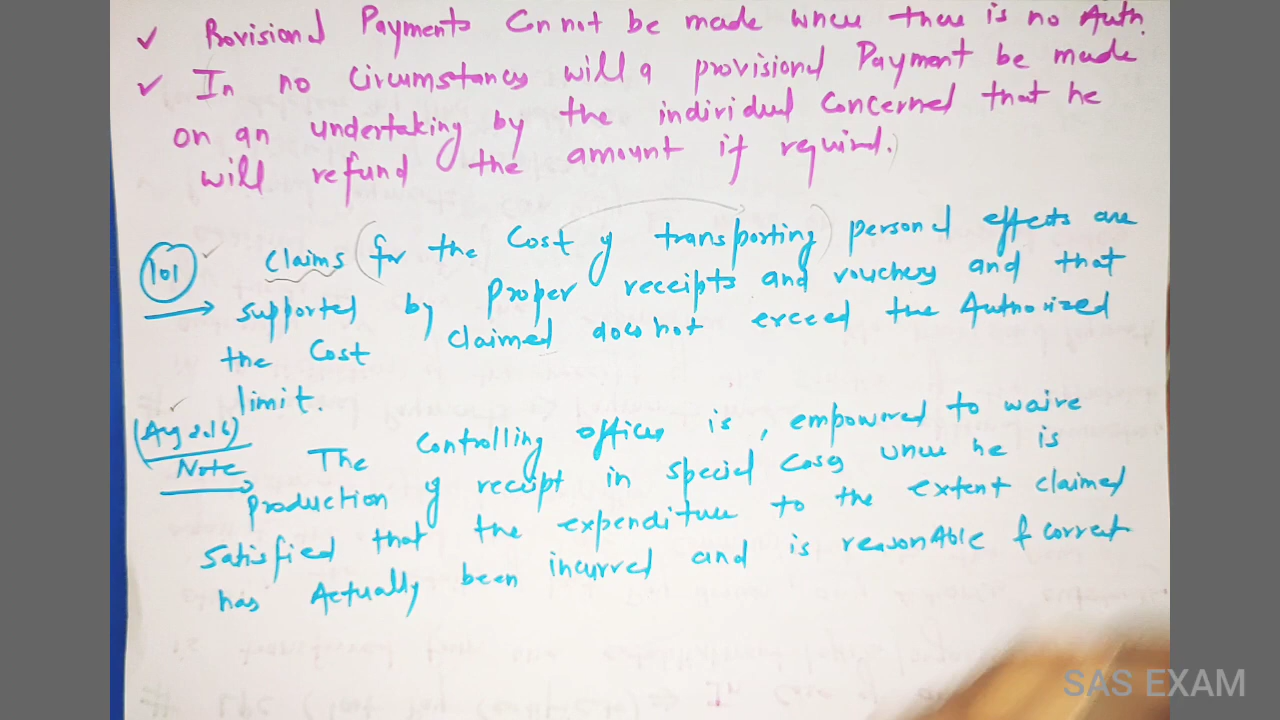 ✓ Provisional Payments Cannot be made where there is no Auth.
✓ In no Circumstances will a provisional Payment be made
on an undertaking by the individual Concerned that he
will refund the amount if required.
101 Claims (for the Cost of transporting) personal effects are
supported by Proper receipts and vouchers and that
the Cost claimed does not exceed the Authorized
limit.
(Aug 2016)
Note The Controlling officer is, empowered to waive
production of receipt in special Cases where he is
satisfied that the expenditure to the extent claimed
has Actually been incurred and is reasonable & correct
SAS EXAM